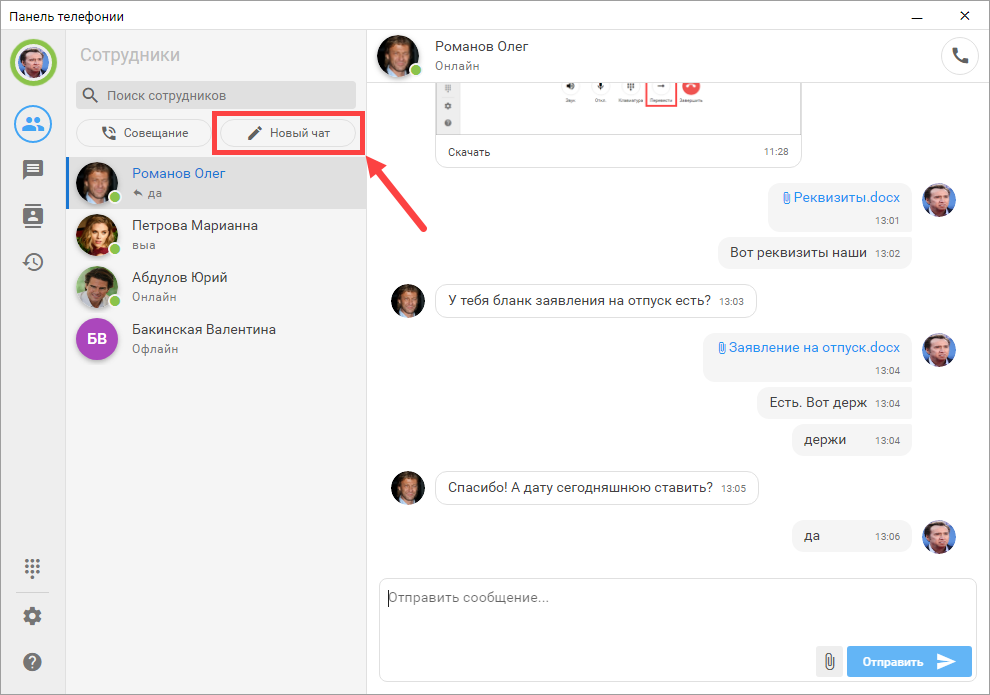 Панель телефонии
Сотрудники
Поиск сотрудников
Совещание
Новый чат
Романов Олег
да
Петрова Марианна
выа
Абдулов Юрий
Онлайн
БВ
Бакинская Валентина
Офлайн
Романов Олег
Онлайн
Звук Откл. Клавиатура Перевести Завершить
Скачать 11:28
Реквизиты.docx
13:01
Вот реквизиты наши 13:02
У тебя бланк заявления на отпуск есть? 13:03
Заявление на отпуск.docx
13:04
Есть. Вот держ 13:04
держи 13:04
Спасибо! А дату сегодняшнюю ставить? 13:05
да 13:06
Отправить сообщение...
Отправить